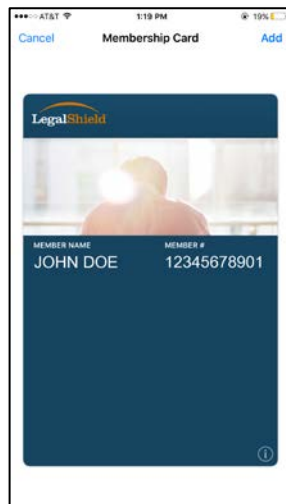 AT&T 1:19 PM 19%
Cancel Membership Card Add
LegalShield
MEMBER NAME MEMBER #
JOHN DOE 12345678901